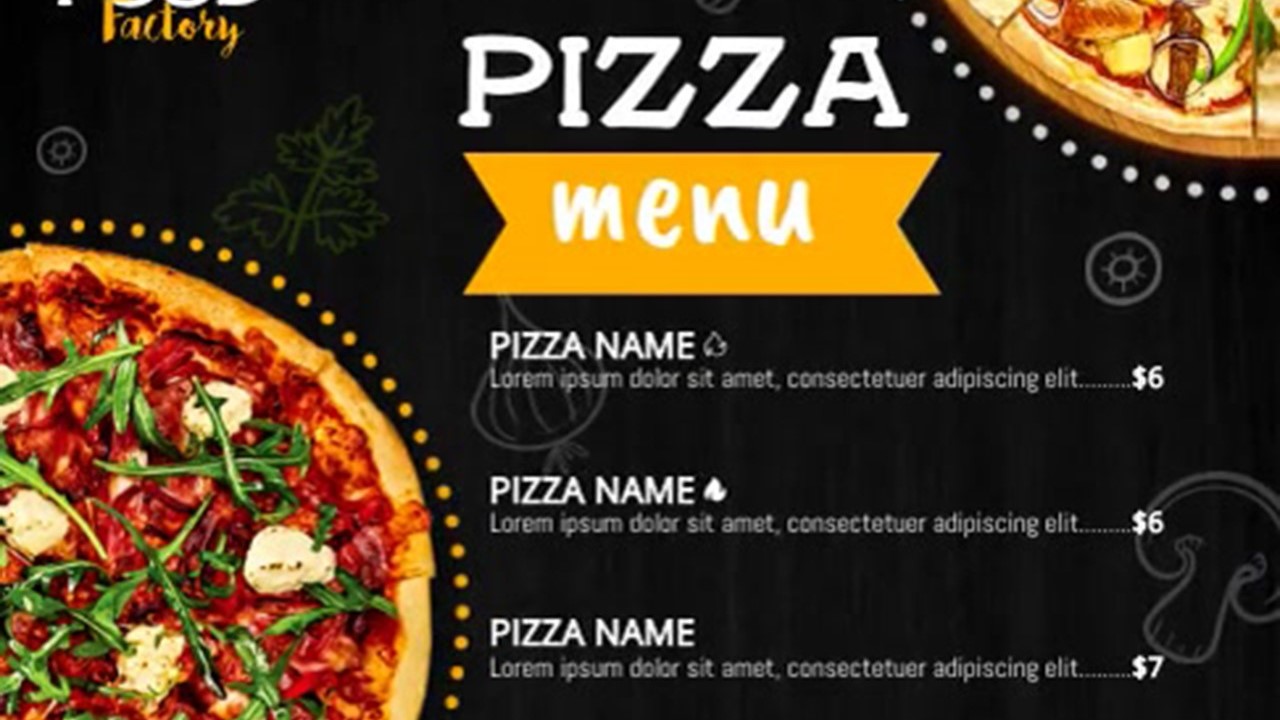 FOOD
Factory
PIZZA
menu
PIZZA NAME
Lorem ipsum dolor sit amet, consectetuer adipiscing elit.........$6
PIZZA NAME
Lorem ipsum dolor sit amet, consectetuer adipiscing elit.........$6
PIZZA NAME
Lorem ipsum dolor sit amet, consectetuer adipiscing elit.........$7